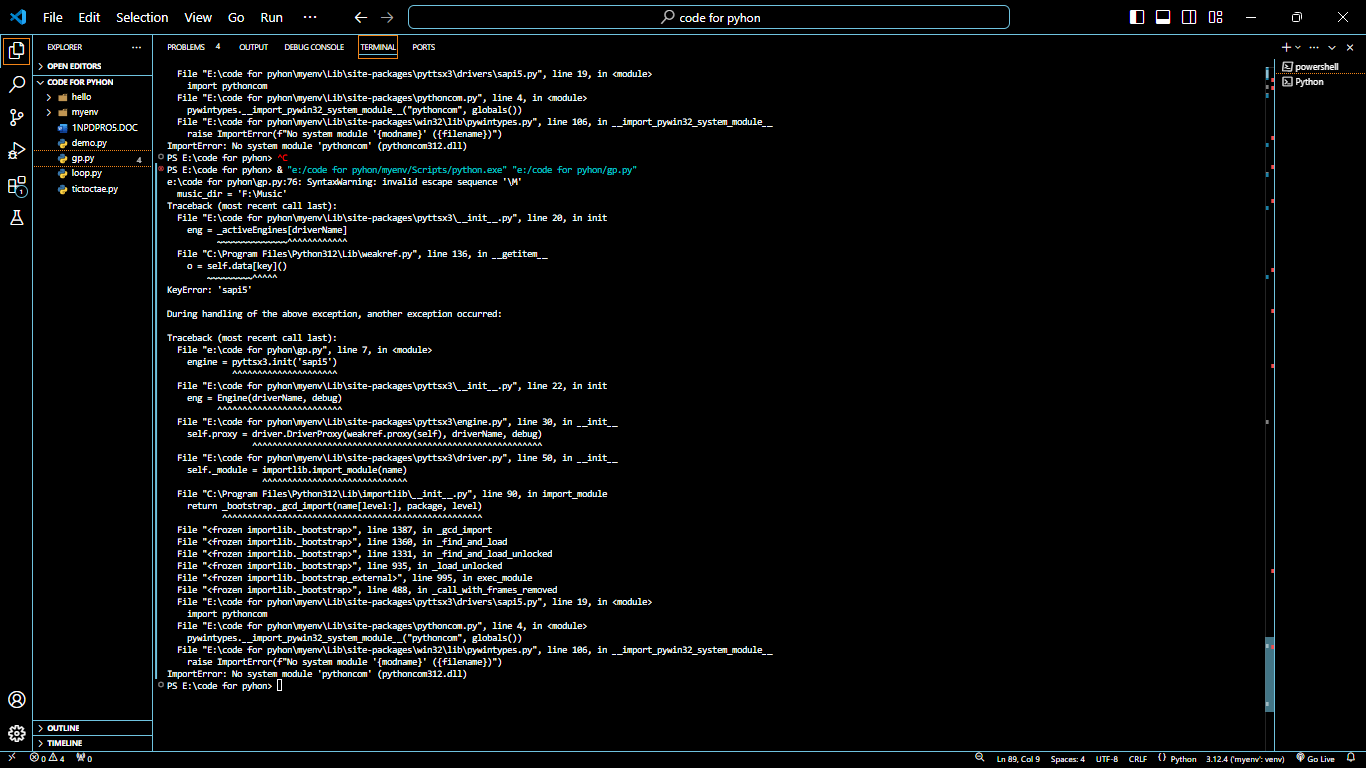 File Edit Selection View Go Run ··· code for pyhon
EXPLORER ···
OPEN EDITORS
CODE FOR PYHON
hello
myenv
1NPDPRO5.DOC
demo.py
gp.py 4
loop.py
tictoctae.py
OUTLINE
TIMELINE
1
PROBLEMS 4 OUTPUT DEBUG CONSOLE TERMINAL PORTS
File "E:\code for pyhon\myenv\Lib\site-packages\pyttsx3\drivers\sapi5.py", line 19, in <module>
import pythoncom
File "E:\code for pyhon\myenv\Lib\site-packages\pythoncom.py", line 4, in <module>
pywintypes.__import_pywin32_system_module__("pythoncom", globals())
File "E:\code for pyhon\myenv\Lib\site-packages\win32\lib\pywintypes.py", line 106, in __import_pywin32_system_module__
raise ImportError(f"No system module '{modname}' ({filename})")
ImportError: No system module 'pythoncom' (pythoncom312.dll)
PS E:\code for pyhon> ^C
PS E:\code for pyhon> & "e:/code for pyhon/myenv/Scripts/python.exe" "e:/code for pyhon/gp.py"
e:\code for pyhon\gp.py:76: SyntaxWarning: invalid escape sequence '\M'
music_dir = 'F:\Music'
Traceback (most recent call last):
File "E:\code for pyhon\myenv\Lib\site-packages\pyttsx3\__init__.py", line 20, in init
eng = _activeEngines[driverName]
~~~~~~~~~~~~~~^^^^^^^^^^^^
File "C:\Program Files\Python312\Lib\weakref.py", line 136, in __getitem__
o = self.data[key]()
~~~~~~~~~^^^^^
KeyError: 'sapi5'
During handling of the above exception, another exception occurred:
Traceback (most recent call last):
File "e:\code for pyhon\gp.py", line 7, in <module>
engine = pyttsx3.init('sapi5')
^^^^^^^^^^^^^^^^^^^^^
File "E:\code for pyhon\myenv\Lib\site-packages\pyttsx3\__init__.py", line 22, in init
eng = Engine(driverName, debug)
^^^^^^^^^^^^^^^^^^^^^^^^^
File "E:\code for pyhon\myenv\Lib\site-packages\pyttsx3\engine.py", line 30, in __init__
self.proxy = driver.DriverProxy(weakref.proxy(self), driverName, debug)
^^^^^^^^^^^^^^^^^^^^^^^^^^^^^^^^^^^^^^^^^^^^^^^^^^^^^^^^^^
File "E:\code for pyhon\myenv\Lib\site-packages\pyttsx3\driver.py", line 50, in __init__
self._module = importlib.import_module(name)
^^^^^^^^^^^^^^^^^^^^^^^^^^^^^
File "C:\Program Files\Python312\Lib\importlib\__init__.py", line 90, in import_module
return _bootstrap._gcd_import(name[level:], package, level)
^^^^^^^^^^^^^^^^^^^^^^^^^^^^^^^^^^^^^^^^^^^^^^^^^^^^
File "<frozen importlib._bootstrap>", line 1387, in _gcd_import
File "<frozen importlib._bootstrap>", line 1360, in _find_and_load
File "<frozen importlib._bootstrap>", line 1331, in _find_and_load_unlocked
File "<frozen importlib._bootstrap>", line 935, in _load_unlocked
File "<frozen importlib._bootstrap_external>", line 995, in exec_module
File "<frozen importlib._bootstrap>", line 488, in _call_with_frames_removed
File "E:\code for pyhon\myenv\Lib\site-packages\pyttsx3\drivers\sapi5.py", line 19, in <module>
import pythoncom
File "E:\code for pyhon\myenv\Lib\site-packages\pythoncom.py", line 4, in <module>
pywintypes.__import_pywin32_system_module__("pythoncom", globals())
File "E:\code for pyhon\myenv\Lib\site-packages\win32\lib\pywintypes.py", line 106, in __import_pywin32_system_module__
raise ImportError(f"No system module '{modname}' ({filename})")
ImportError: No system module 'pythoncom' (pythoncom312.dll)
PS E:\code for pyhon>
powershell
Python
0 4 0 Ln 89, Col 9 Spaces: 4 UTF-8 CRLF Python 3.12.4 ('myenv': venv) Go Live